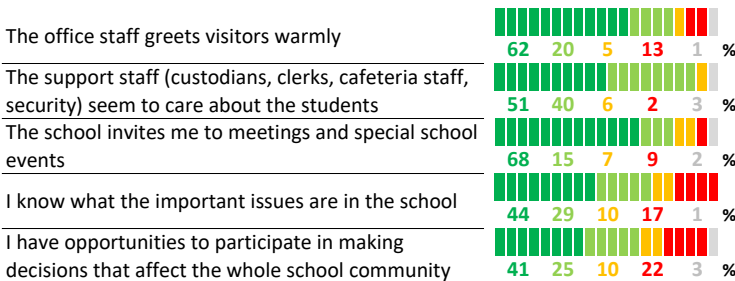 The office staff greets visitors warmly
62 20 5 13 1 %
The support staff (custodians, clerks, cafeteria staff,
security) seem to care about the students
51 40 6 2 3 %
The school invites me to meetings and special school
events
68 15 7 9 2 %
I know what the important issues are in the school
44 29 10 17 1 %
I have opportunities to participate in making
decisions that affect the whole school community
41 25 10 22 3 %